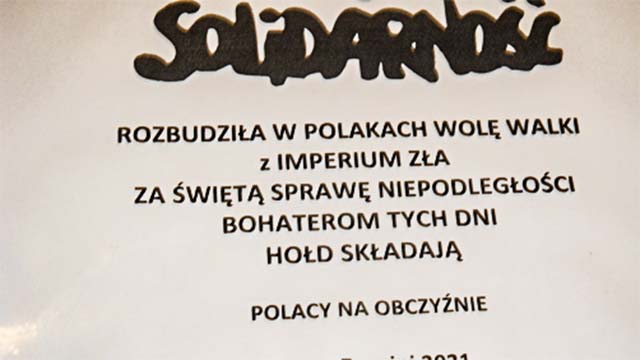 SOLIDARNOŚĆ
ROZBUDZIŁA W POLAKACH WOLĘ WALKI
z IMPERIUM ZŁA
ZA ŚWIĘTĄ SPRAWĘ NIEPODLEGŁOŚCI
BOHATEROM TYCH DNI
HOŁD SKŁADAJĄ
POLACY NA OBCZYŹNIE
2021